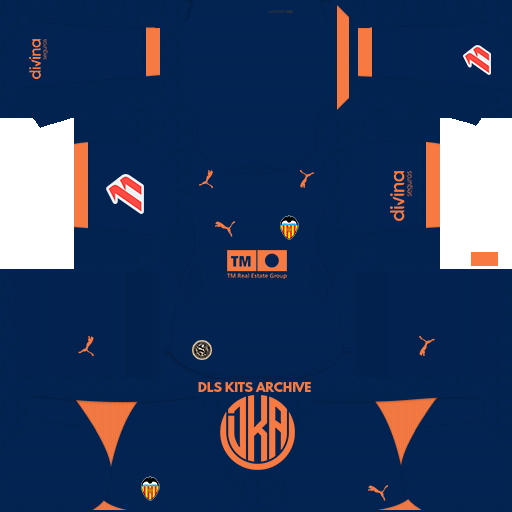 divina
seguros
divina
seguros
TM
TM Real Estate Group
DLS KITS ARCHIVE
DKA